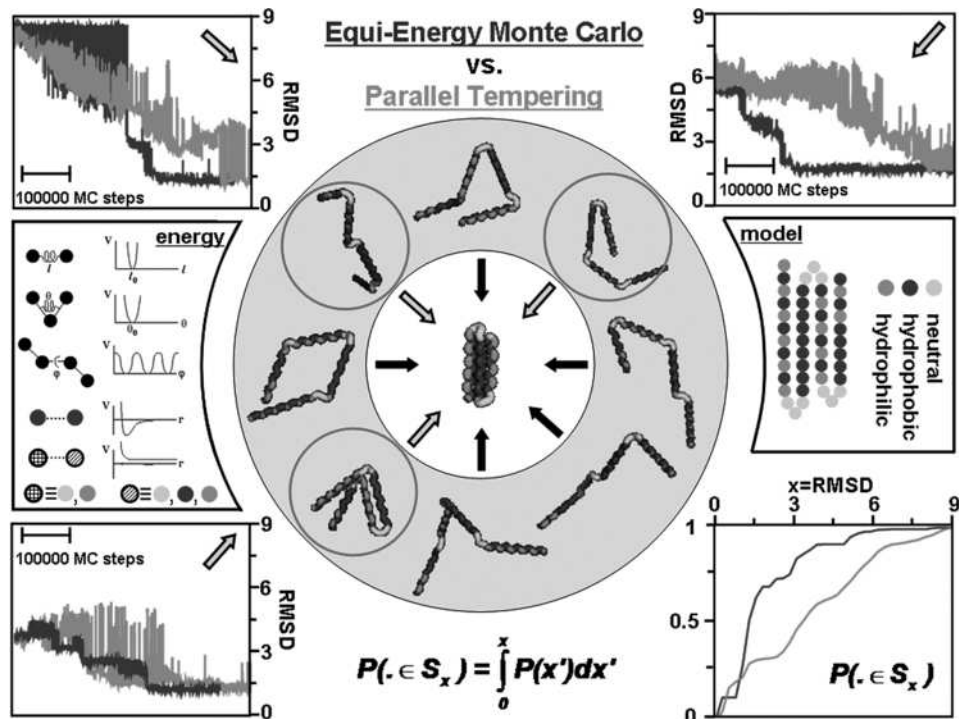 Equi-Energy Monte Carlo
vs.
Parallel Tempering
9
6
3
0
RMSD
100000 MC steps
RMSD
9
6
3
0
100000 MC steps
energy
V
l
l₀
V
θ
θ
θ₀
V
φ
φ
V
r
V
r
≡ , ≡ , ,
model
neutral
hydrophobic
hydrophilic
9
6
3
0
RMSD
100000 MC steps
P(. ∈ Sₓ) = ∫₀ˣ P(x')dx'
x=RMSD
0 3 6 9
1
0.5
0
P(. ∈ Sₓ)